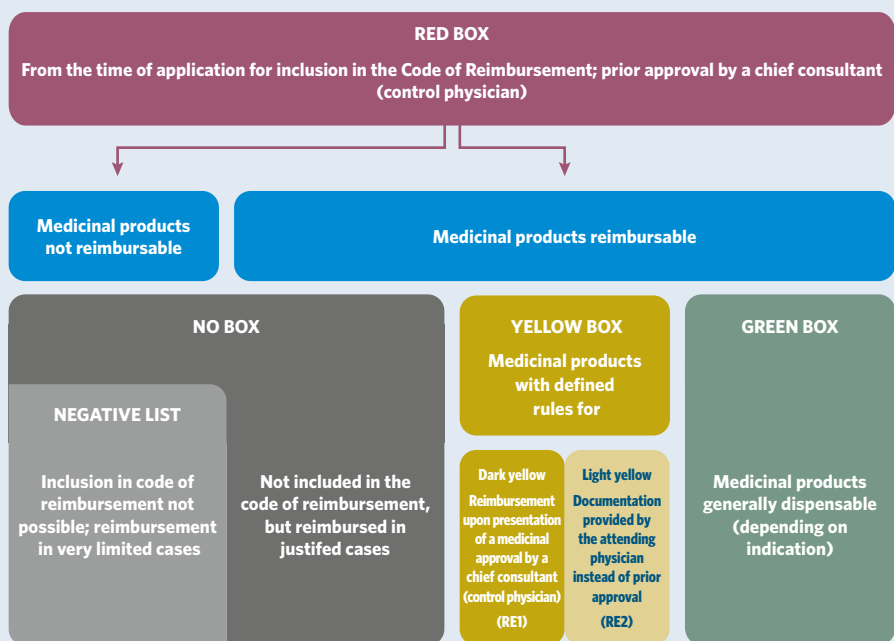 RED BOX
From the time of application for inclusion in the Code of Reimbursement; prior approval by a chief consultant
(control physician)
Medicinal products
not reimbursable
Medicinal products reimbursable
NO BOX
NEGATIVE LIST
Inclusion in code of
reimbursement not
possible; reimbursement
in very limited cases
Not included in the
code of reimbursement,
but reimbursed in
justifed cases
YELLOW BOX
Medicinal products
with defined
rules for
Dark yellow
Reimbursement
upon presentation
of a medicinal
approval by a
chief consultant
(control physician)
(RE1)
Light yellow
Documentation
provided by
the attending
physician
instead of prior
approval
(RE2)
GREEN BOX
Medicinal products
generally dispensable
(depending on
indication)